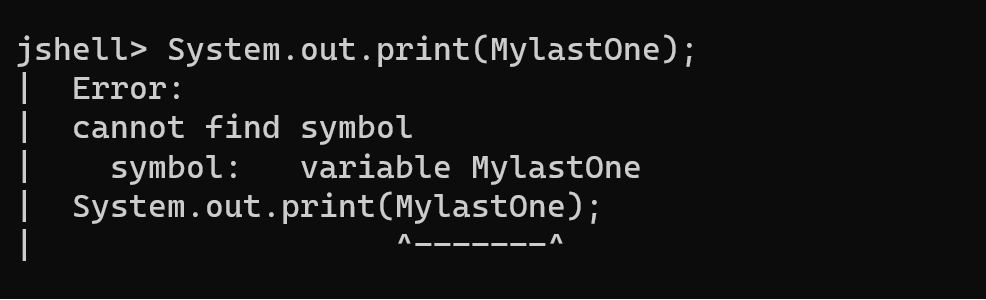 jshell> System.out.print(MylastOne);
|  Error:
|  cannot find symbol
|    symbol:   variable MylastOne
|  System.out.print(MylastOne);
|                   ^-------^